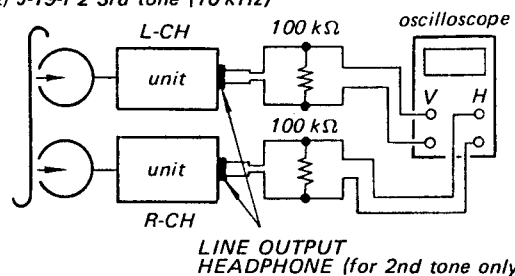 J-19-F2 3rd tone (10 kHz)
L-CH
100 kΩ
oscilloscope
unit
V H
100 kΩ
unit
R-CH
LINE OUTPUT
HEADPHONE (for 2nd tone only